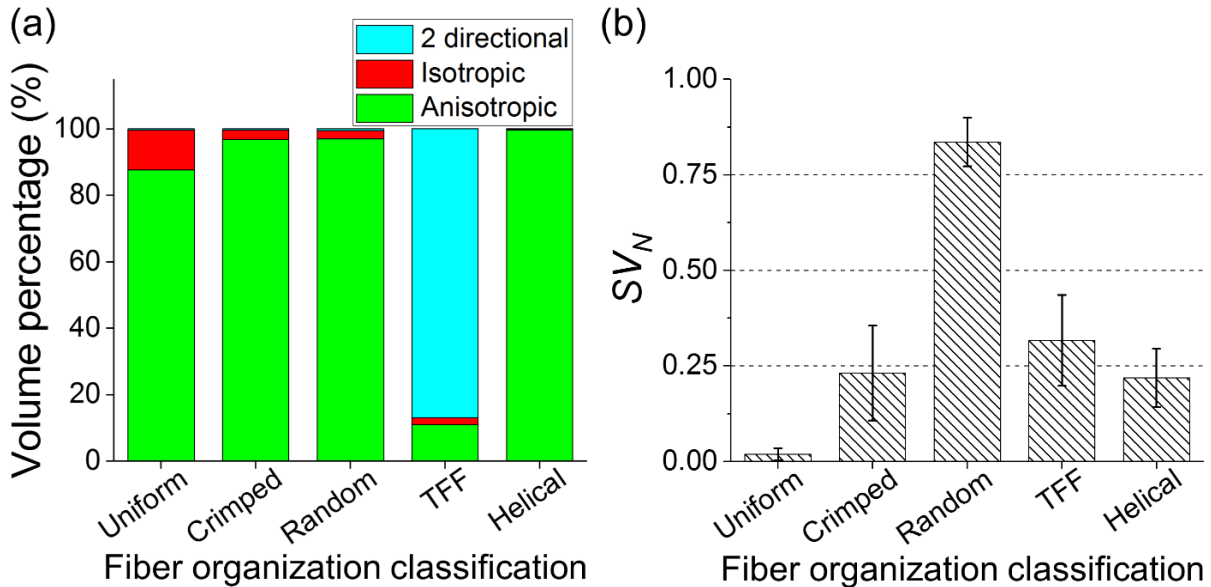 (a)
2 directional
Isotropic
Anisotropic
Volume percentage (%)
100
80
60
40
20
0
Uniform
Crimped
Random
TFF
Helical
Fiber organization classification
(b)
SV_N
1.00
0.75
0.50
0.25
0.00
Uniform
Crimped
Random
TFF
Helical
Fiber organization classification